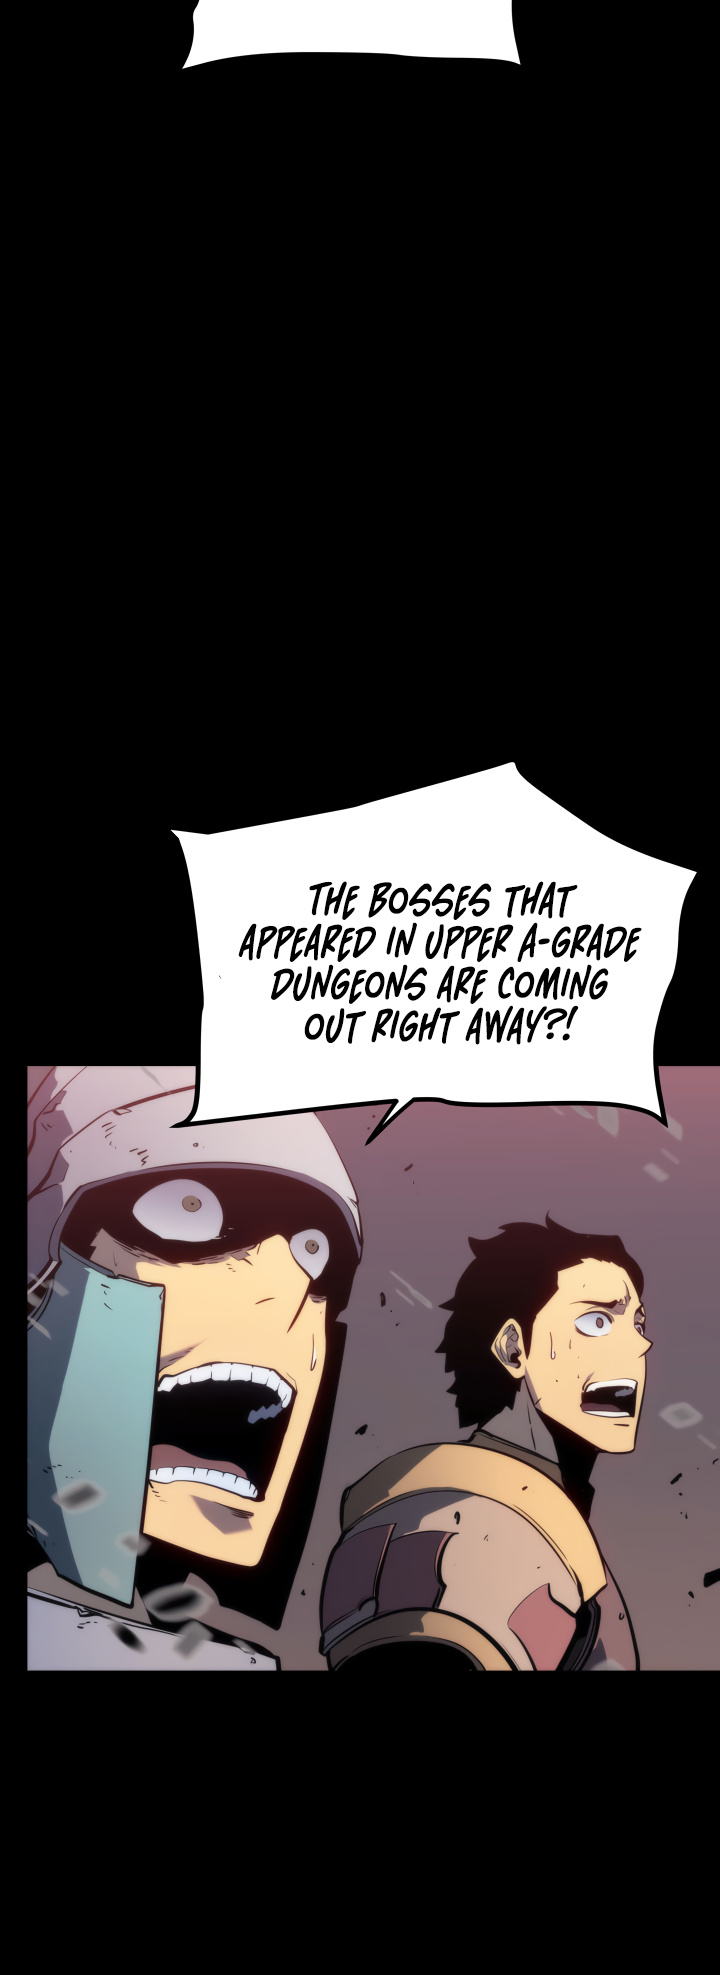 THE BOSSES THAT
APPEARED IN UPPER A-GRADE
DUNGEONS ARE COMING
OUT RIGHT AWAY?!